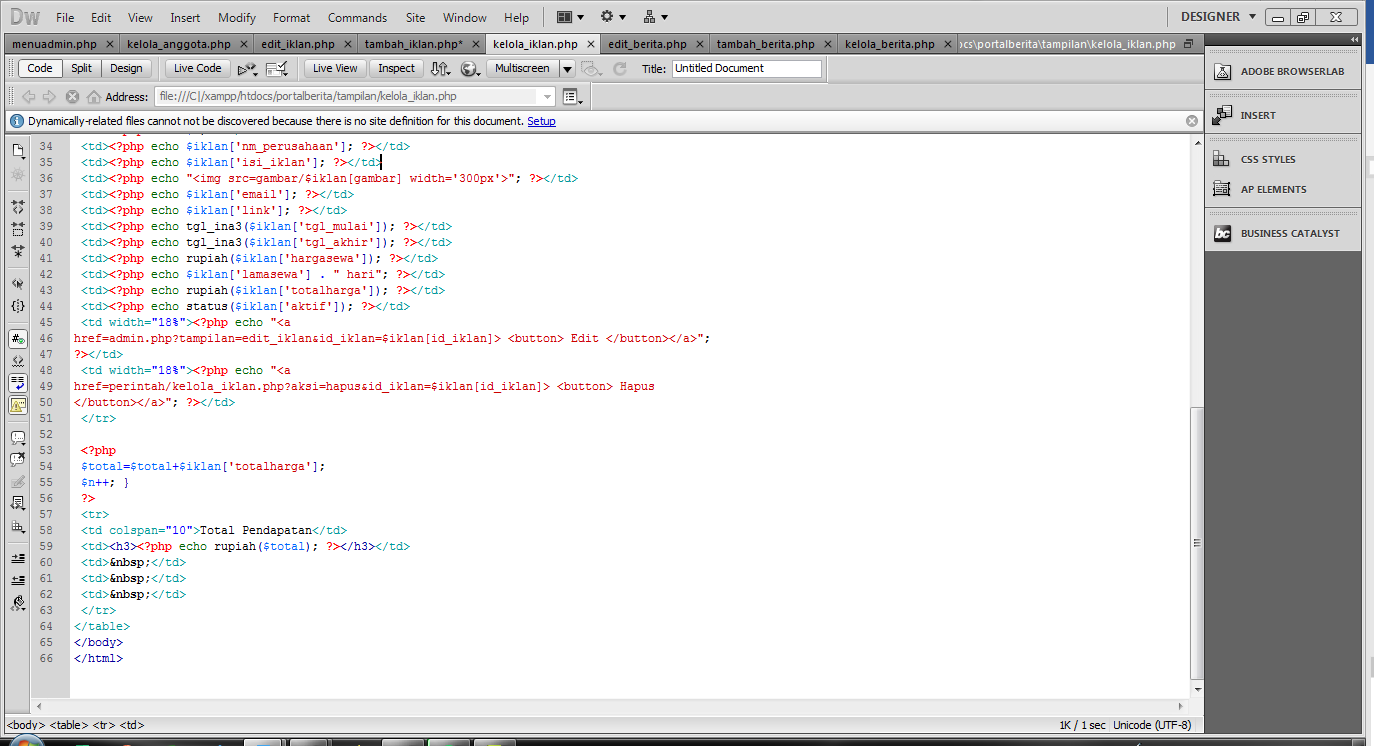 Dw File Edit View Insert Modify Format Commands Site Window Help DESIGNER
menuadmin.php × kelola_anggota.php × edit_iklan.php × tambah_iklan.php* × kelola_iklan.php × edit_berita.php × tambah_berita.php × kelola_berita.php × ocs\portalberita\tampilan\kelola_iklan.php
Code Split Design Live Code Live View Inspect Multiscreen Title: Untitled Document
Address: file:///C|/xampp/htdocs/portalberita/tampilan/kelola_iklan.php
Dynamically-related files cannot not be discovered because there is no site definition for this document. Setup
34 <td><?php echo $iklan['nm_perusahaan']; ?></td>
35 <td><?php echo $iklan['isi_iklan']; ?></td>
36 <td><?php echo "<img src=gambar/$iklan[gambar] width='300px'>"; ?></td>
37 <td><?php echo $iklan['email']; ?></td>
38 <td><?php echo $iklan['link']; ?></td>
39 <td><?php echo tgl_ina3($iklan['tgl_mulai']); ?></td>
40 <td><?php echo tgl_ina3($iklan['tgl_akhir']); ?></td>
41 <td><?php echo rupiah($iklan['hargasewa']); ?></td>
42 <td><?php echo $iklan['lamasewa'] . " hari"; ?></td>
43 <td><?php echo rupiah($iklan['totalharga']); ?></td>
44 <td><?php echo status($iklan['aktif']); ?></td>
45 <td width="18%"><?php echo "<a
46 href=admin.php?tampilan=edit_iklan&id_iklan=$iklan[id_iklan]> <button> Edit </button></a>";
47 ?></td>
48 <td width="18%"><?php echo "<a
49 href=perintah/kelola_iklan.php?aksi=hapus&id_iklan=$iklan[id_iklan]> <button> Hapus
50 </button></a>"; ?></td>
51 </tr>
52
53 <?php
54 $total=$total+$iklan['totalharga'];
55 $n++; }
56 ?>
57 <tr>
58 <td colspan="10">Total Pendapatan</td>
59 <td><h3><?php echo rupiah($total); ?></h3></td>
60 <td>&nbsp;</td>
61 <td>&nbsp;</td>
62 <td>&nbsp;</td>
63 </tr>
64 </table>
65 </body>
66 </html>
<body> <table> <tr> <td> 1K / 1 sec Unicode (UTF-8)
ADOBE BROWSERLAB
INSERT
CSS STYLES
AP ELEMENTS
bc BUSINESS CATALYST